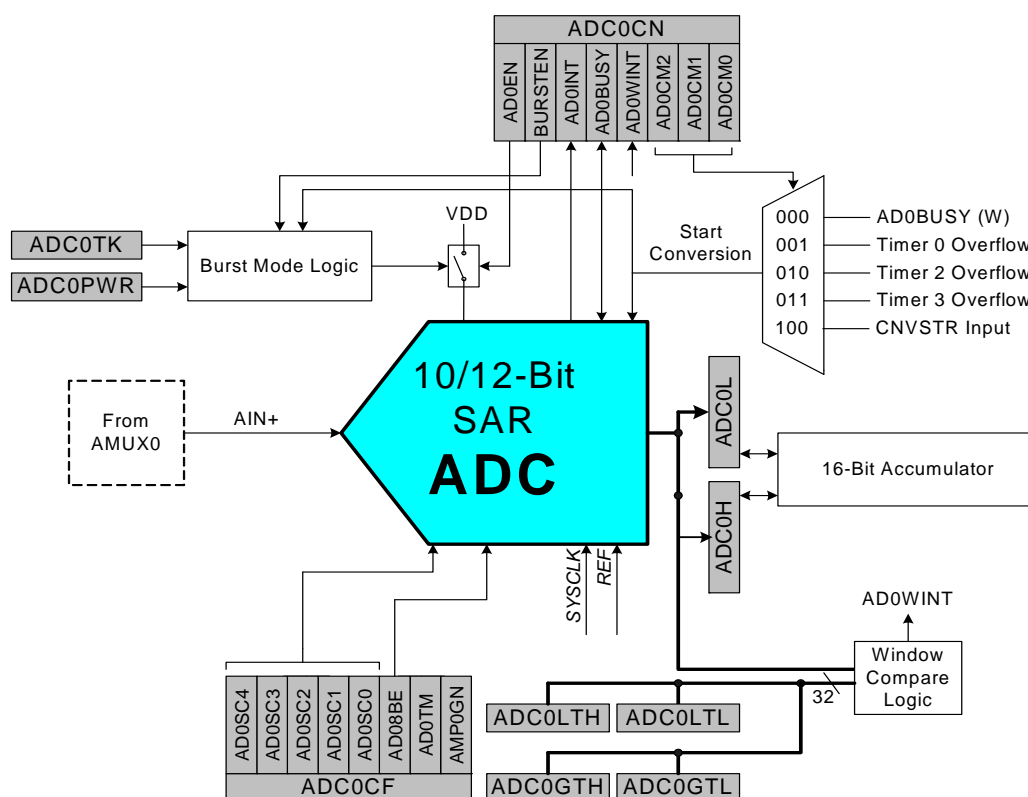 ADC0CN
AD0EN
BURSTEN
AD0INT
AD0BUSY
AD0WINT
AD0CM2
AD0CM1
AD0CM0
VDD
Start
Conversion
000
001
010
011
100
AD0BUSY (W)
Timer 0 Overflow
Timer 2 Overflow
Timer 3 Overflow
CNVSTR Input
ADC0TK
ADC0PWR
Burst Mode Logic
From
AMUX0
AIN+
10/12-Bit
SAR
ADC
ADC0L
ADC0H
16-Bit Accumulator
SYSCLK
REF
AD0WINT
Window
Compare
Logic
32
AD0SC4
AD0SC3
AD0SC2
AD0SC1
AD0SC0
AD08BE
AD0TM
AMP0GN
ADC0CF
ADC0LTH
ADC0LTL
ADC0GTH
ADC0GTL